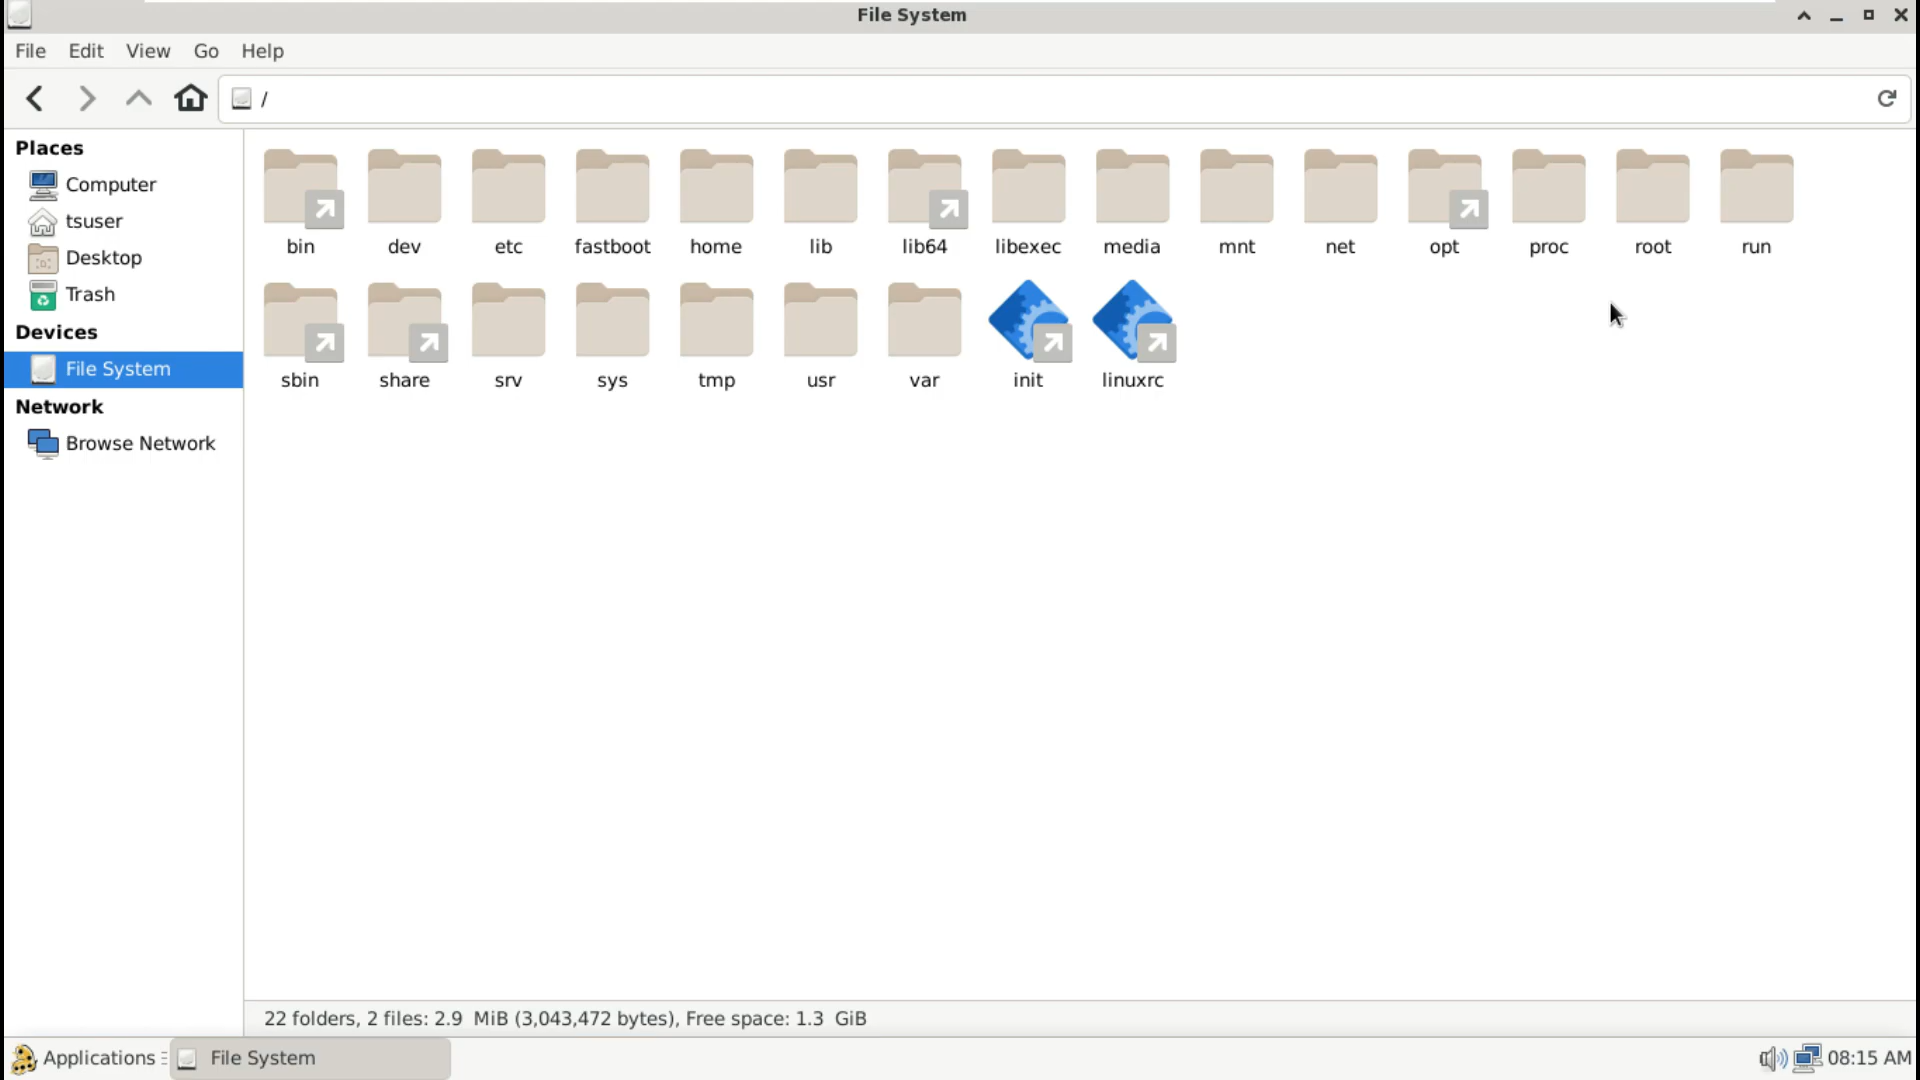 File System
File Edit View Go Help
/
Places
Computer
tsuser
Desktop
Trash
Devices
File System
Network
Browse Network
bin dev etc fastboot home lib lib64 libexec media mnt net opt proc root run
sbin share srv sys tmp usr var init linuxrc
22 folders, 2 files: 2.9 MiB (3,043,472 bytes), Free space: 1.3 GiB
Applications File System 08:15 AM